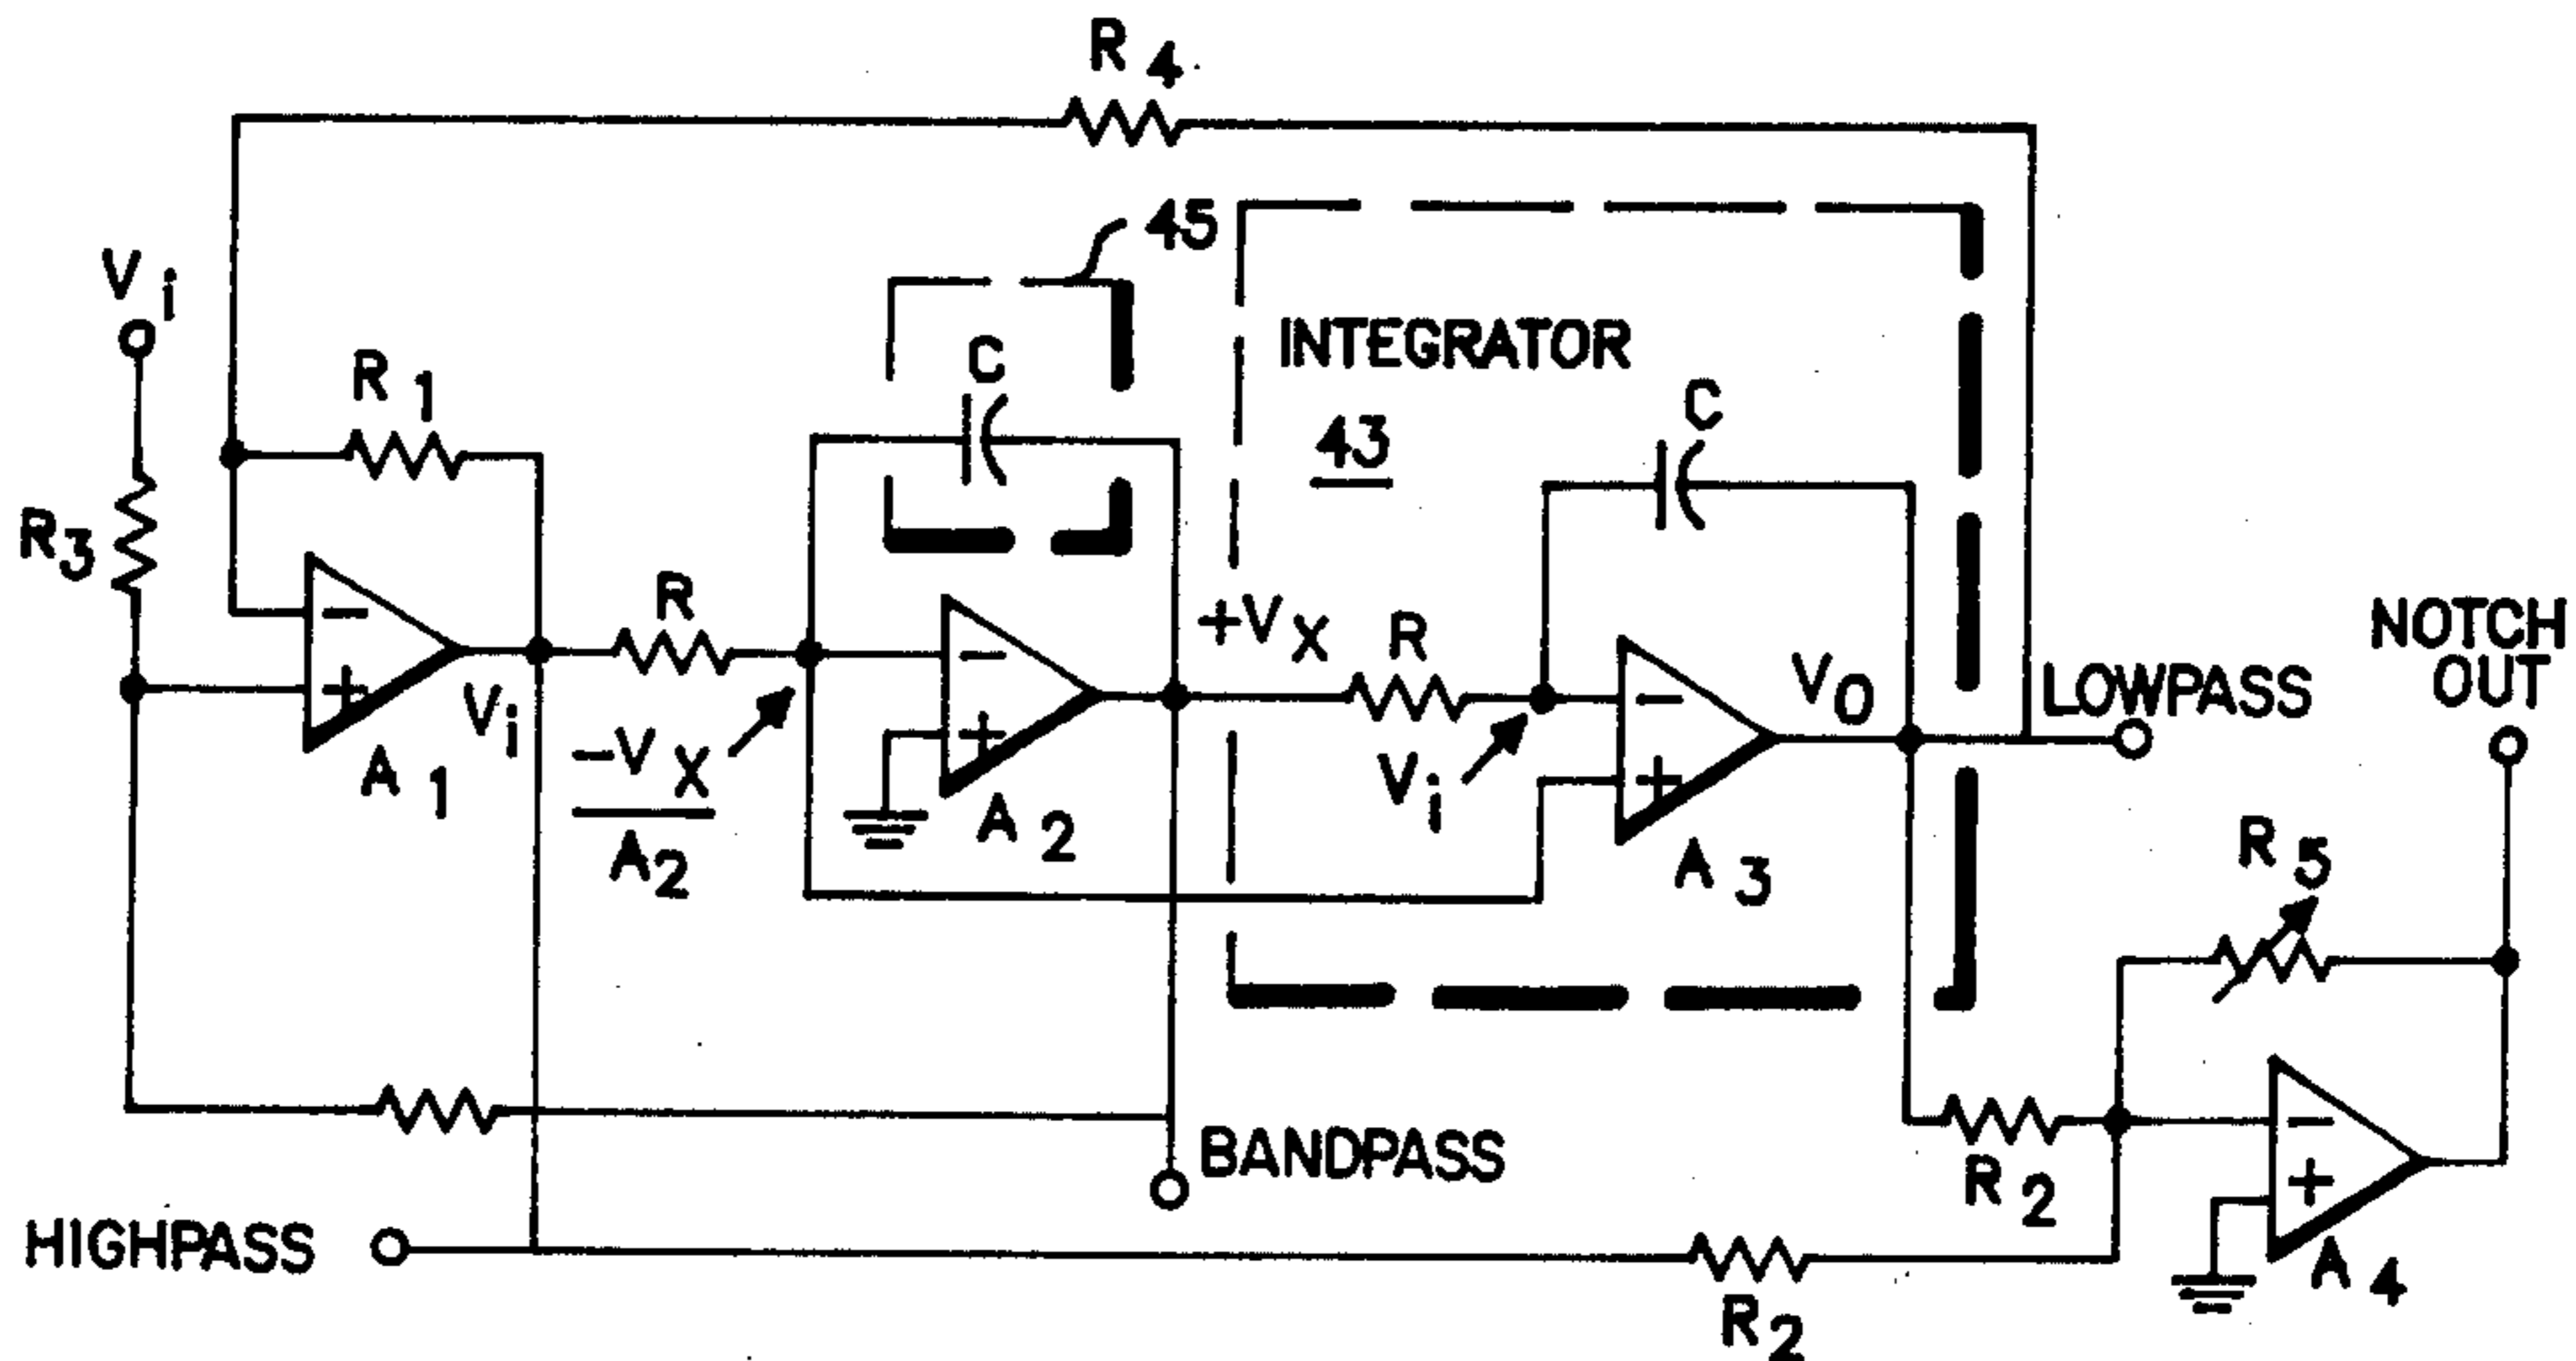 R4
45
Vi
INTEGRATOR
43
C
R1
C
R3
R
+VX
R
NOTCH
OUT
Vi
-VX
A2
A1
A2
Vi
VO
LOWPASS
A3
R5
BANDPASS
R2
HIGHPASS
R2
A4
-
+
-
+
-
+
-
+